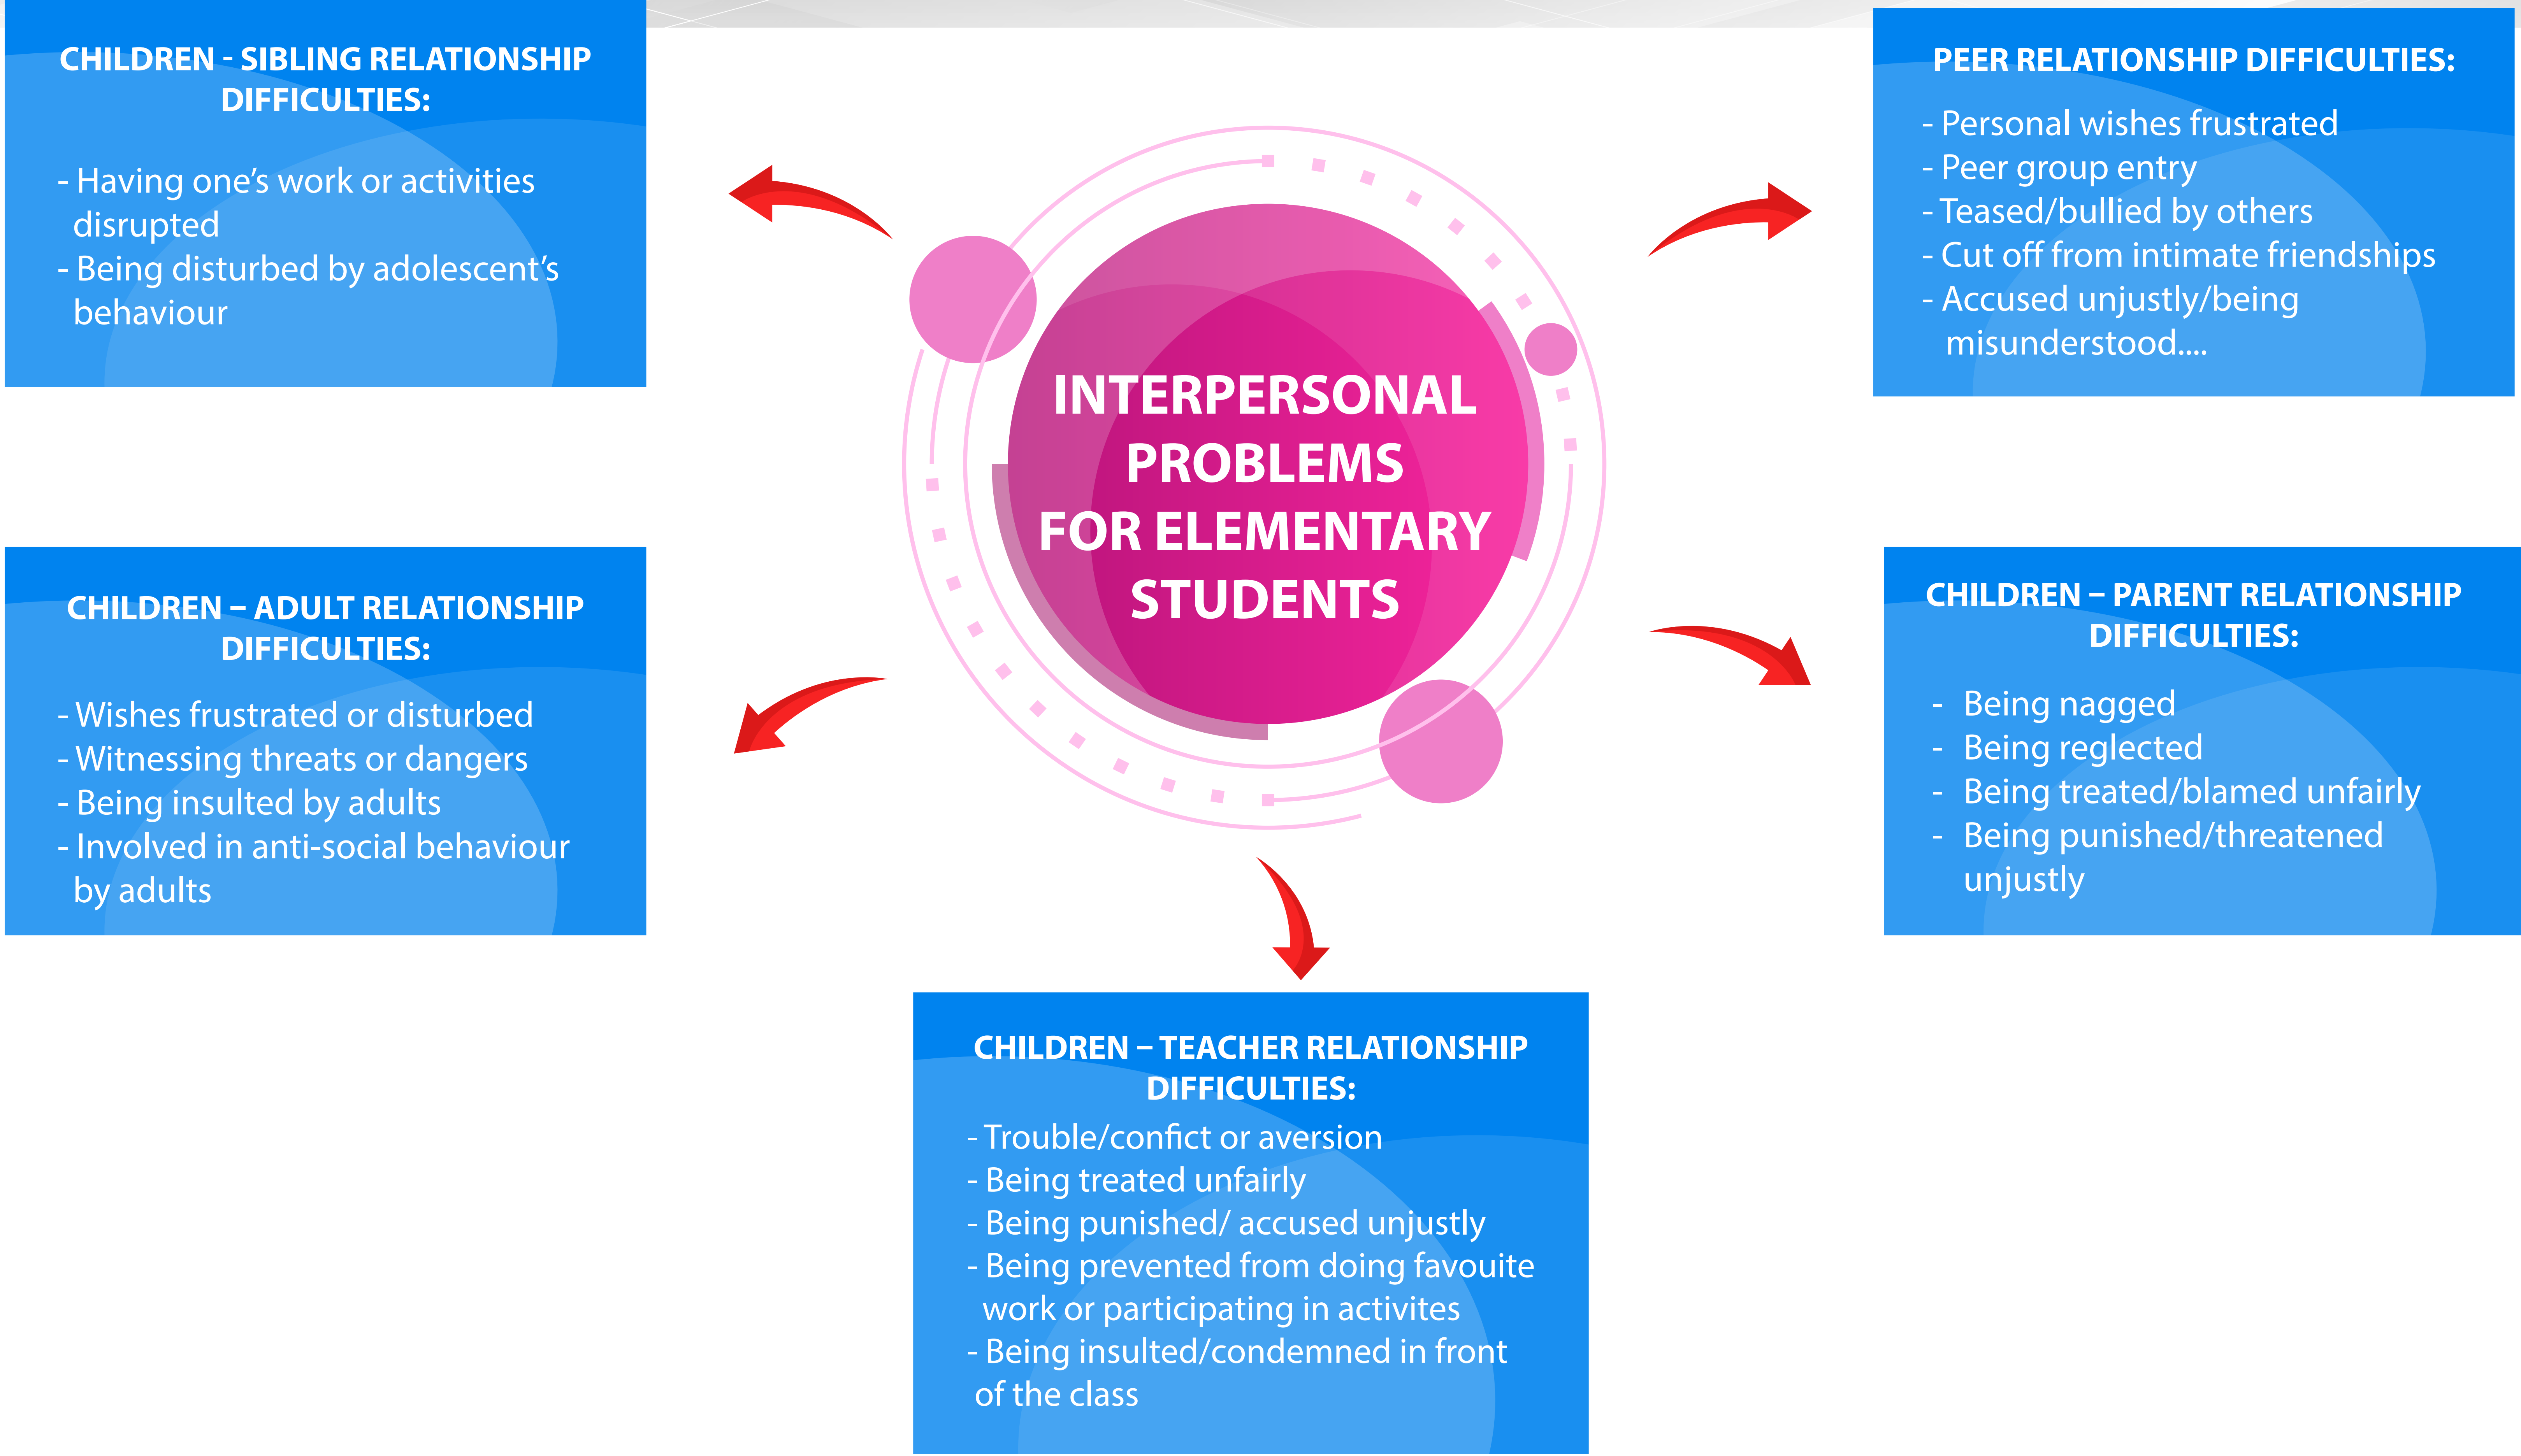 CHILDREN - SIBLING RELATIONSHIP
DIFFICULTIES:
- Having one's work or activities
disrupted
- Being disturbed by adolescent's
behaviour
PEER RELATIONSHIP DIFFICULTIES:
- Personal wishes frustrated
- Peer group entry
- Teased/bullied by others
- Cut off from intimate friendships
- Accused unjustly/being
misunderstood....
INTERPERSONAL
PROBLEMS
FOR ELEMENTARY
STUDENTS
CHILDREN – ADULT RELATIONSHIP
DIFFICULTIES:
- Wishes frustrated or disturbed
- Witnessing threats or dangers
- Being insulted by adults
- Involved in anti-social behaviour
by adults
CHILDREN – PARENT RELATIONSHIP
DIFFICULTIES:
- Being nagged
- Being reglected
- Being treated/blamed unfairly
- Being punished/threatened
unjustly
CHILDREN – TEACHER RELATIONSHIP
DIFFICULTIES:
- Trouble/confict or aversion
- Being treated unfairly
- Being punished/ accused unjustly
- Being prevented from doing favouite
work or participating in activites
- Being insulted/condemned in front
of the class